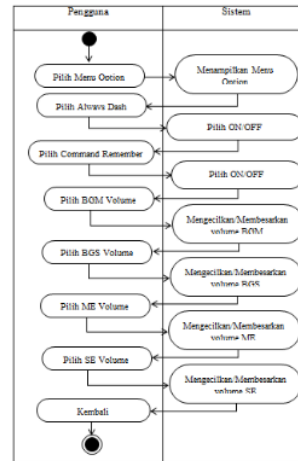 Pengguna
Sistem
Pilih Menu Option
Menampilkan Menu
Option
Pilih Always Dash
Pilih ON/OFF
Pilih Command Remember
Pilih ON/OFF
Pilih BGM Volume
Mengecilkan/Membesarkan
volume BGM
Pilih BGS Volume
Mengecilkan/Membesarkan
volume BGS
Pilih ME Volume
Mengecilkan/Membesarkan
volume ME
Pilih SE Volume
Mengecilkan/Membesarkan
volume SE
Kembali